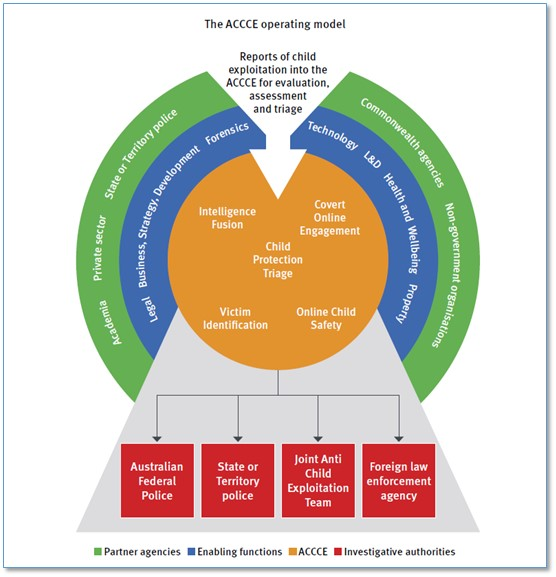 The ACCCE operating model
Reports of child
exploitation into the
ACCCE for evaluation,
assessment
and triage
Academia
Private sector
State or Territory police
Commonwealth agencies
Non-government organisations
Legal
Business, Strategy, Development
Forensics
Technology
L&D
Health and Wellbeing
Property
Intelligence
Fusion
Covert
Online
Engagement
Child
Protection
Triage
Victim
Identification
Online Child
Safety
Australian
Federal
Police
State or
Territory
police
Joint Anti
Child
Exploitation
Team
Foreign law
enforcement
agency
Partner agencies
Enabling functions
ACCCE
Investigative authorities